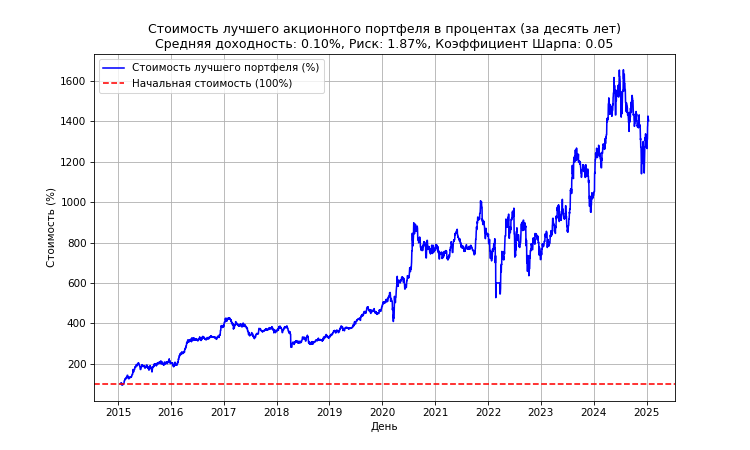 Стоимость лучшего акционного портфеля в процентах (за десять лет)
Средняя доходность: 0.10%, Риск: 1.87%, Коэффициент Шарпа: 0.05
Стоимость лучшего портфеля (%)
Начальная стоимость (100%)
Стоимость (%)
1600
1400
1200
1000
800
600
400
200
2015 2016 2017 2018 2019 2020 2021 2022 2023 2024 2025
День